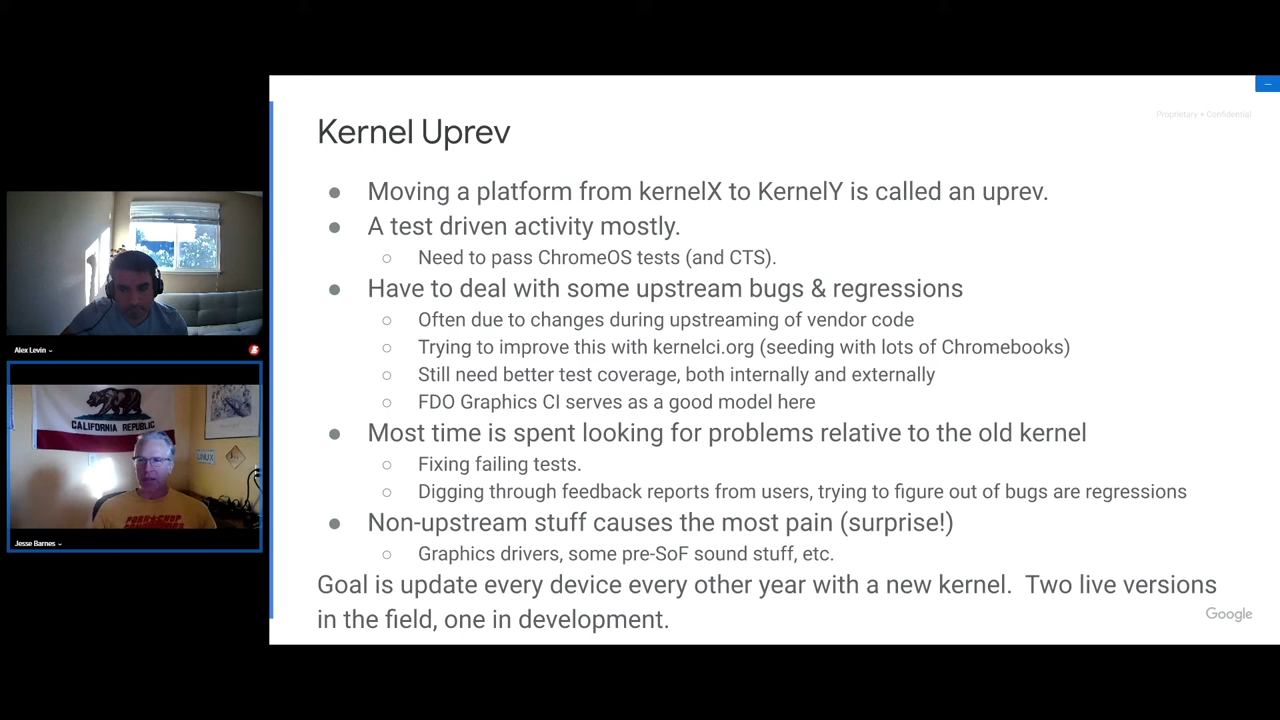 Proprietary + Confidential
Kernel Uprev
● Moving a platform from kernelX to KernelY is called an uprev.
● A test driven activity mostly.
○ Need to pass ChromeOS tests (and CTS).
● Have to deal with some upstream bugs & regressions
○ Often due to changes during upstreaming of vendor code
○ Trying to improve this with kernelci.org (seeding with lots of Chromebooks)
○ Still need better test coverage, both internally and externally
○ FDO Graphics CI serves as a good model here
● Most time is spent looking for problems relative to the old kernel
○ Fixing failing tests.
○ Digging through feedback reports from users, trying to figure out of bugs are regressions
● Non-upstream stuff causes the most pain (surprise!)
○ Graphics drivers, some pre-SoF sound stuff, etc.
Goal is update every device every other year with a new kernel.  Two live versions
in the field, one in development.
Google
Alex Levin
CALIFORNIA REPUBLIC
Jesse Barnes